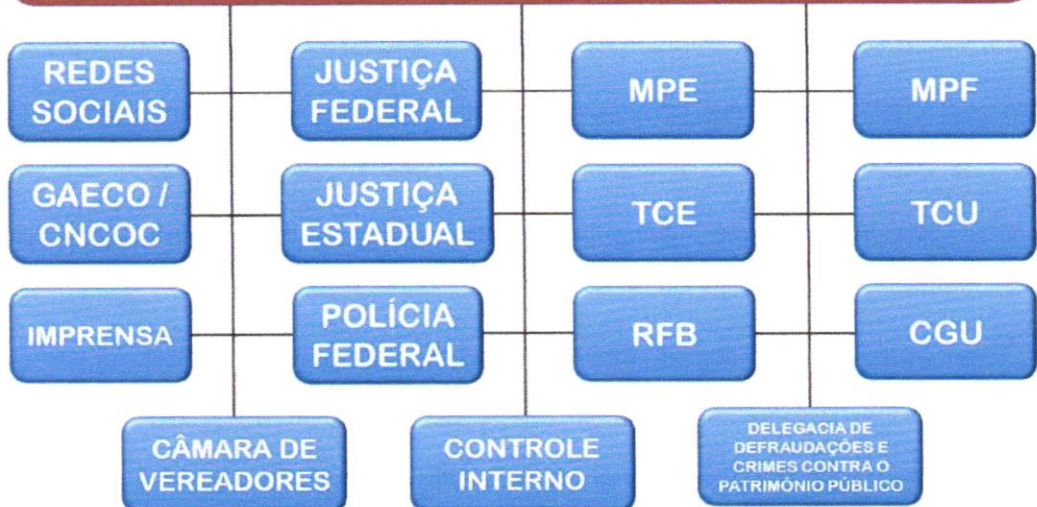 REDES
SOCIAIS
JUSTIÇA
FEDERAL
MPE
MPF
GAECO /
CNCOC
JUSTIÇA
ESTADUAL
TCE
TCU
IMPRENSA
POLÍCIA
FEDERAL
RFB
CGU
CÂMARA DE
VEREADORES
CONTROLE
INTERNO
DELEGACIA DE
DEFRAUDAÇÕES E
CRIMES CONTRA O
PATRIMÔNIO PÚBLICO